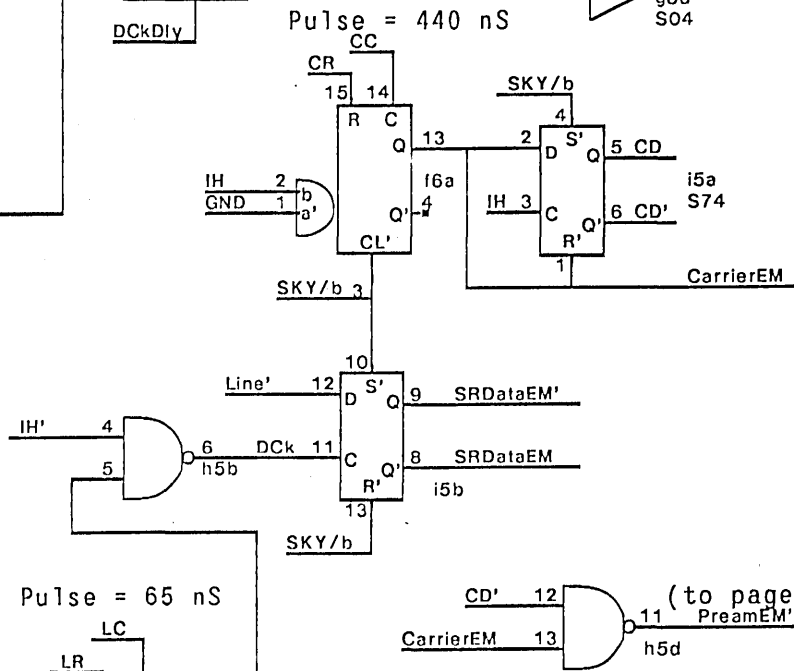 Pulse = 440 nS
S04
DCkDly
CC
CR
15 14
R C
Q 13
SKY/b
4
S'
2 D
Q 5 CD
i5a
S74
IH 3 C
Q' 6 CD'
R'
1
IH 2 b
GND 1 a'
f6a
Q' 4
CL'
CarrierEM
SKY/b 3
10
S'
Line' 12 D
Q 9 SRDataEM'
IH' 4
6 DCk 11 C
h5b
5
Q' 8 SRDataEM
R'
i5b
13
SKY/b
Pulse = 65 nS
LC
LR
(to page
CD' 12
11 PreamEM'
CarrierEM 13
h5d